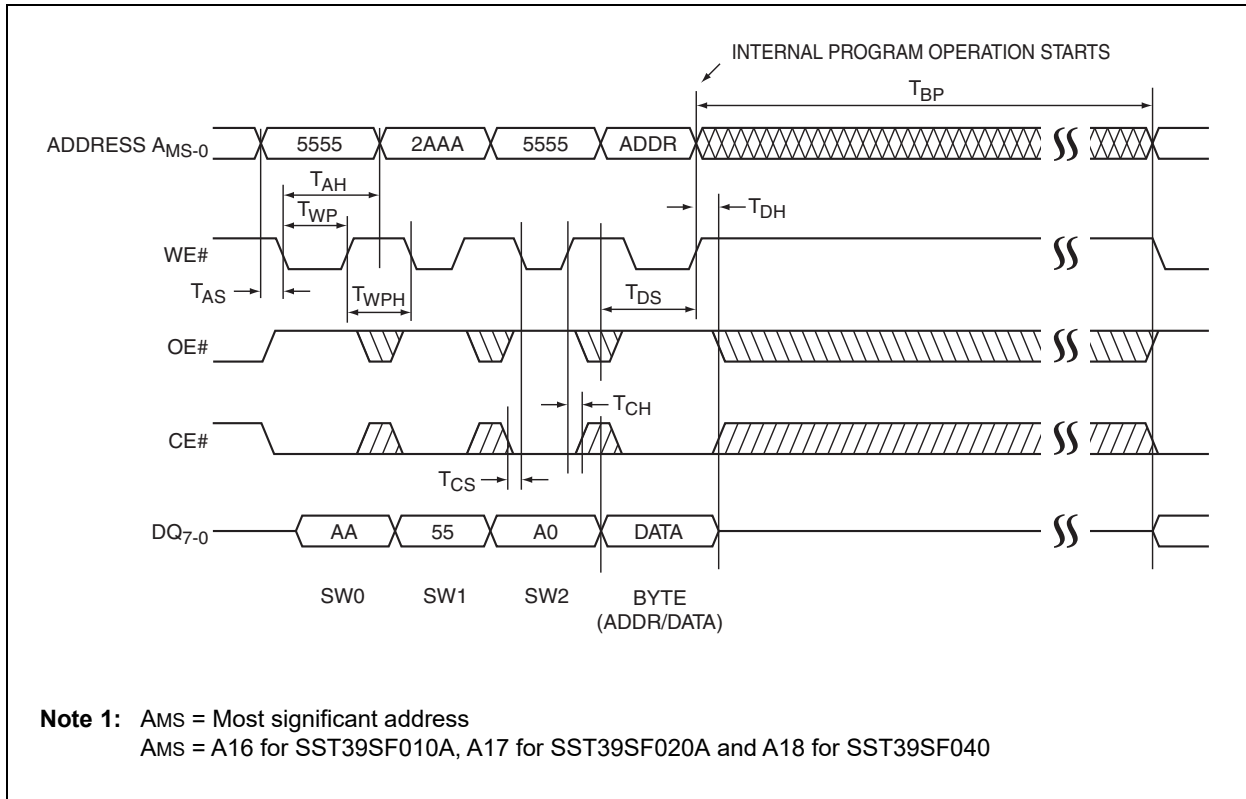 INTERNAL PROGRAM OPERATION STARTS
TBP
ADDRESS AMS-0
5555
2AAA
5555
ADDR
TAH
TWP
TDH
WE#
TAS
TWPH
TDS
OE#
TCH
CE#
TCS
DQ7-0
AA
55
A0
DATA
SW0
SW1
SW2
BYTE
(ADDR/DATA)
Note 1: AMS = Most significant address
AMS = A16 for SST39SF010A, A17 for SST39SF020A and A18 for SST39SF040